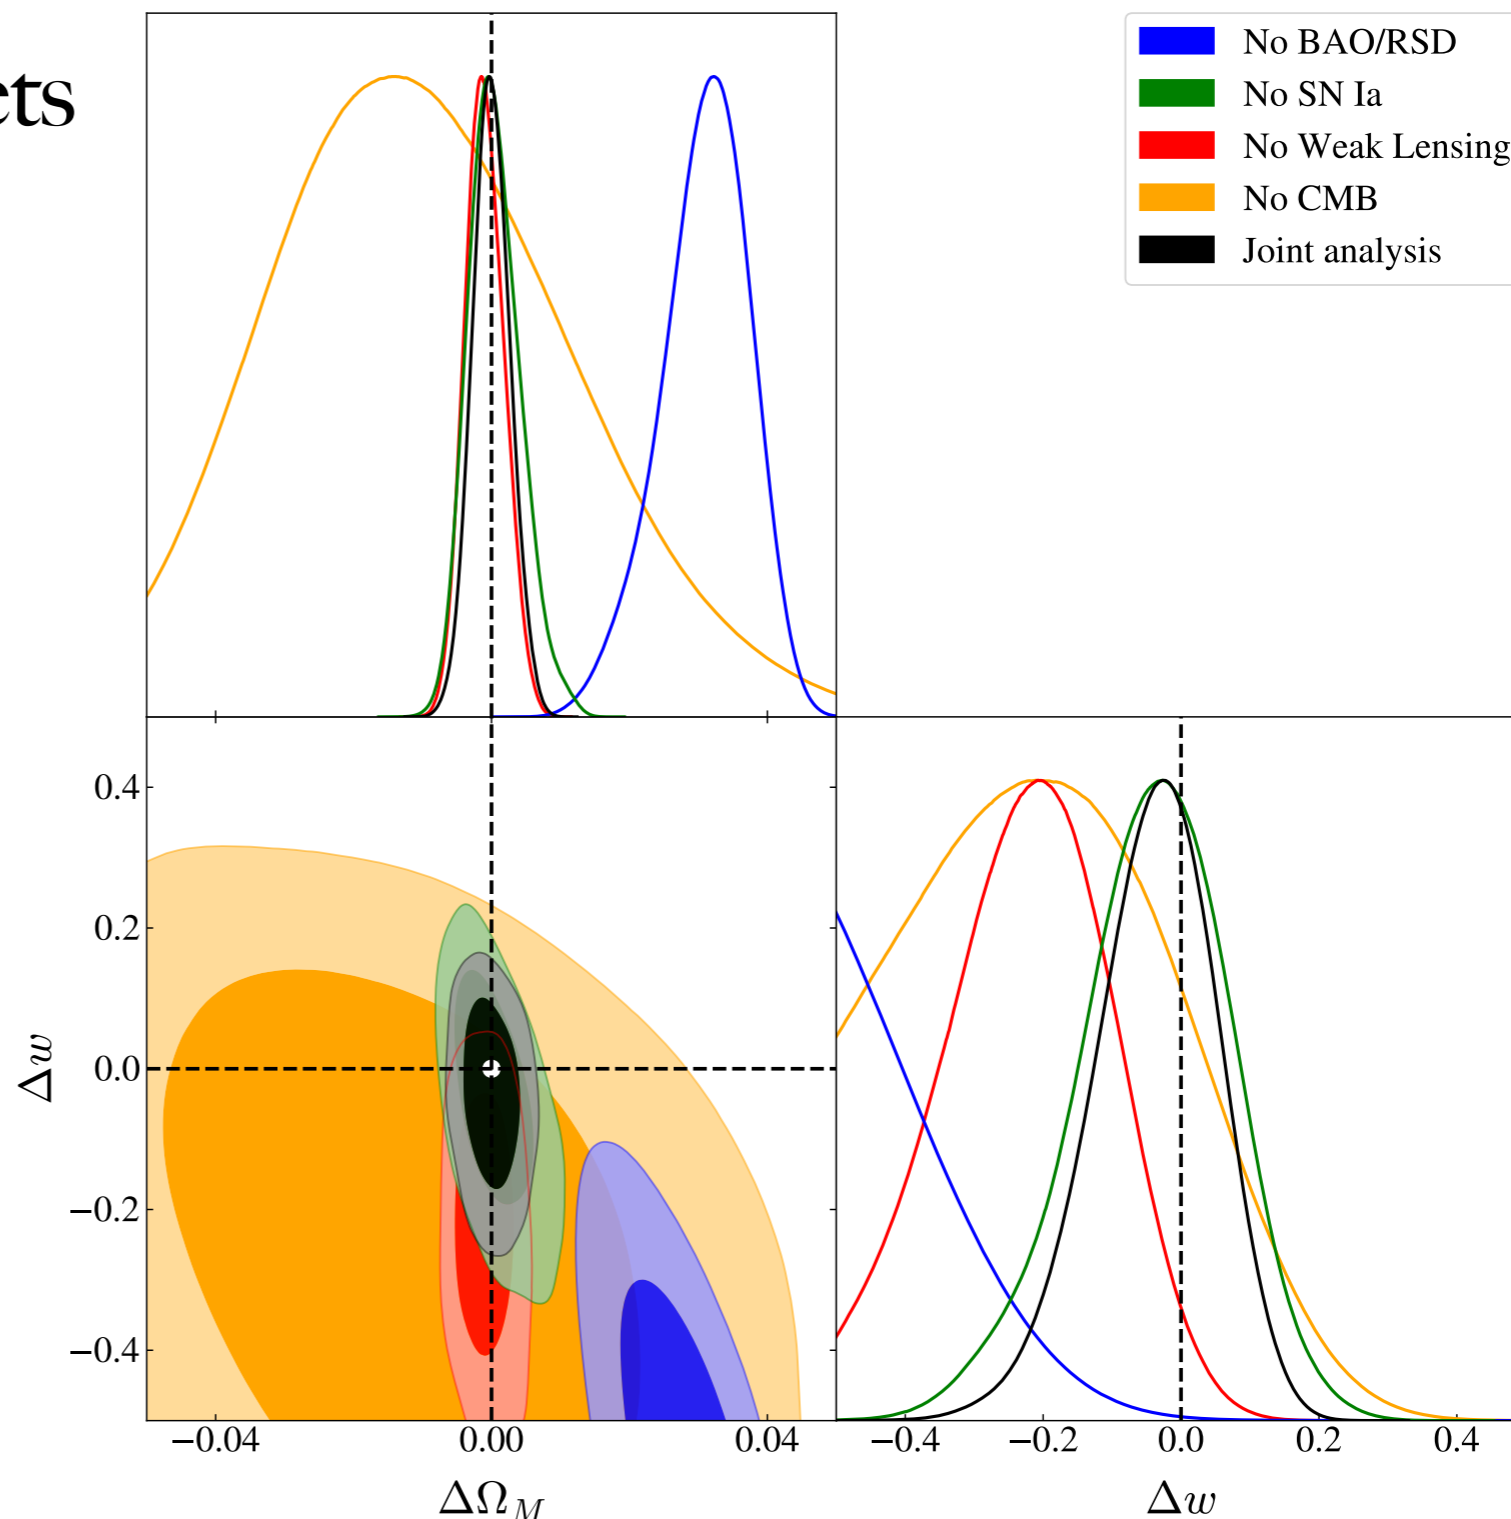 ets
No BAO/RSD
No SN Ia
No Weak Lensing
No CMB
Joint analysis
0.4
0.2
0.0
−0.2
−0.4
Δw
−0.04 0.00 0.04
ΔΩ_M
−0.4 −0.2 0.0 0.2 0.4
Δw